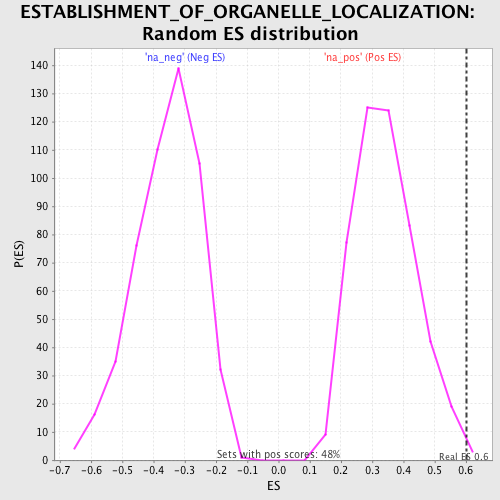 ESTABLISHMENT_OF_ORGANELLE_LOCALIZATION:
Random ES distribution
'na_neg' (Neg ES) 'na_pos' (Pos ES)
140
130
120
110
100
90
80
70
60
50
40
30
20
10
0
P(ES)
Sets with pos scores: 48%
Real ES 0.6
-0.7 -0.6 -0.5 -0.4 -0.3 -0.2 -0.1 0.0 0.1 0.2 0.3 0.4 0.5 0.6
ES